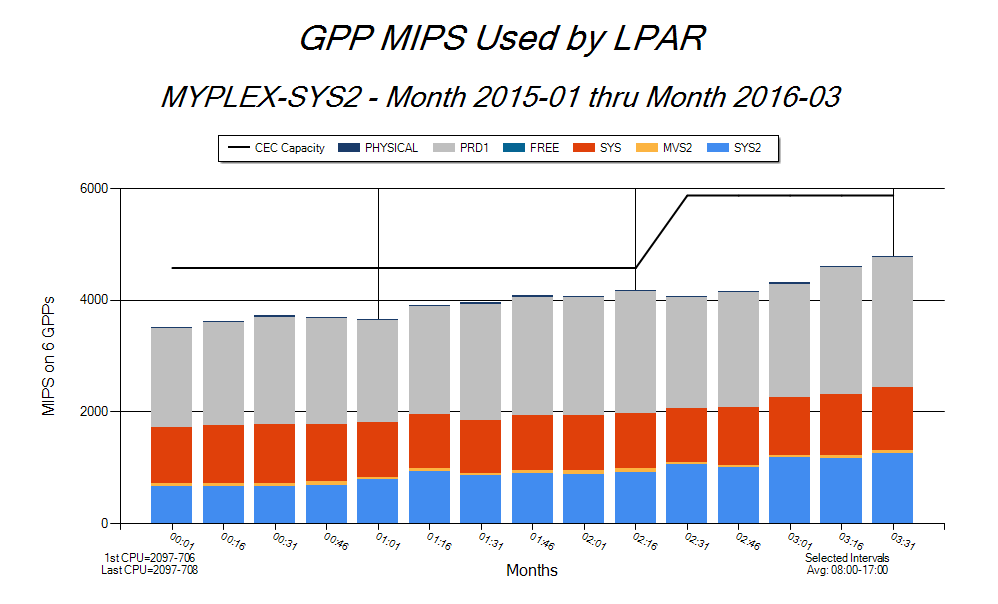 GPP MIPS Used by LPAR
MYPLEX-SYS2 - Month 2015-01 thru Month 2016-03
CEC Capacity PHYSICAL PRD1 FREE SYS MVS2 SYS2
6000
4000
2000
0
MIPS on 6 GPPs
00:01 00:16 00:31 00:46 01:01 01:16 01:31 01:46 02:01 02:16 02:31 02:46 03:01 03:16 03:31
1st CPU=2097-706
Last CPU=2097-708
Months
Selected Intervals
Avg: 08:00-17:00